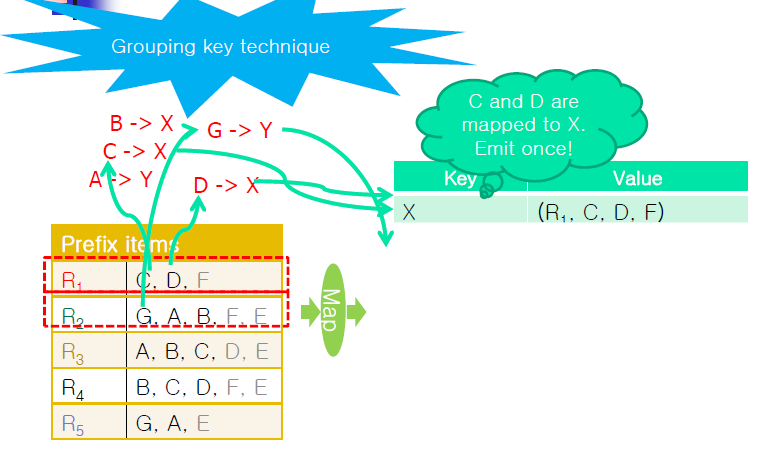 Grouping key technique
B -> X
G -> Y
C -> X
A -> Y
D -> X
C and D are
mapped to X.
Emit once!
Key Value
X (R₁, C, D, F)
Prefix items
R₁ C, D, F
R₂ G, A, B, F, E
R₃ A, B, C, D, E
R₄ B, C, D, F, E
R₅ G, A, E
Map